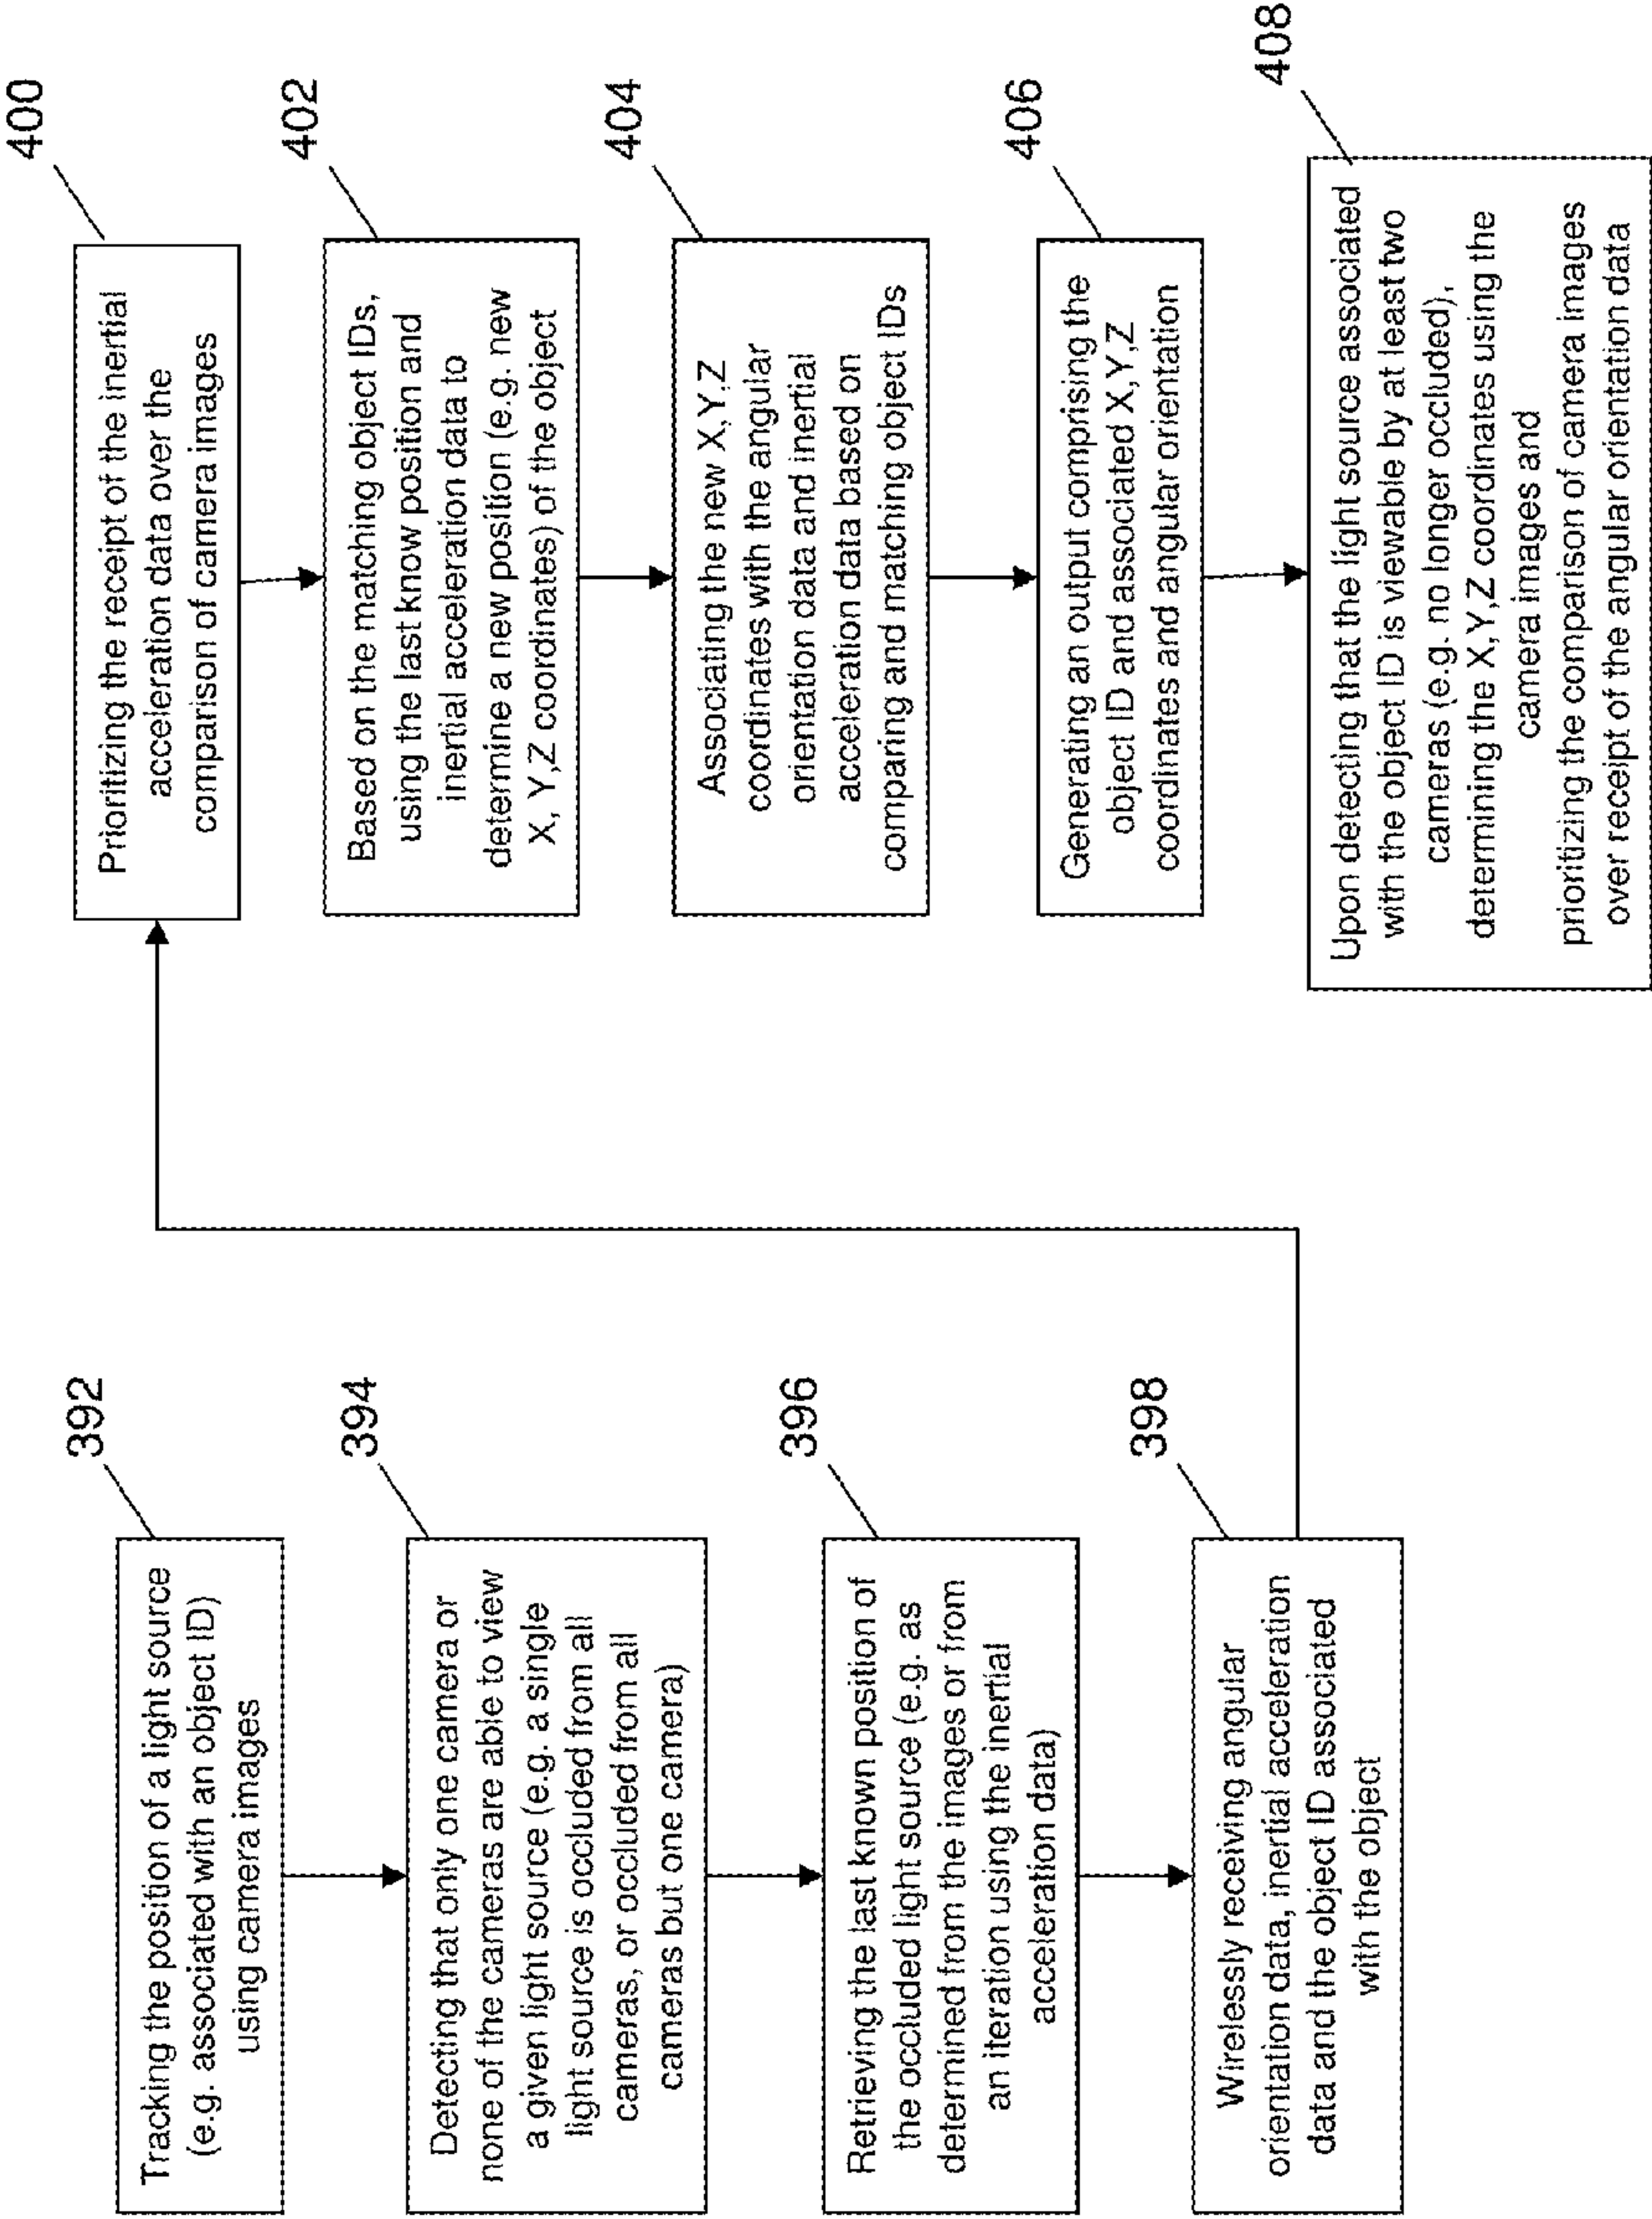 392
Tracking the position of a light source
(e.g. associated with an object ID)
using camera images
394
Detecting that only one camera or
none of the cameras are able to view
a given light source (e.g. a single
light source is occluded from all
cameras, or occluded from all
cameras but one camera)
396
Retrieving the last known position of
the occluded light source (e.g. as
determined from the images or from
an iteration using the inertial
acceleration data)
398
Wirelessly receiving angular
orientation data, inertial acceleration
data and the object ID associated
with the object
400
Prioritizing the receipt of the inertial
acceleration data over the
comparison of camera images
402
Based on the matching object IDs,
using the last know position and
inertial acceleration data to
determine a new position (e.g. new
X, Y,Z coordinates) of the object
404
Associating the new X,Y,Z
coordinates with the angular
orientation data and inertial
acceleration data based on
comparing and matching object IDs
406
Generating an output comprising the
object ID and associated X,Y,Z
coordinates and angular orientation
408
Upon detecting that the light source associated
with the object ID is viewable by at least two
cameras (e.g. no longer occluded),
determining the X,Y,Z coordinates using the
camera images and
prioritizing the comparison of camera images
over receipt of the angular orientation data